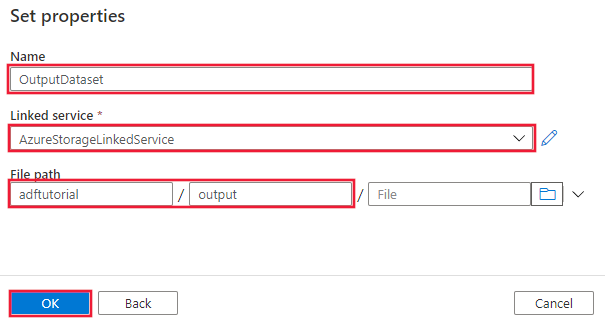 Set properties
Name
OutputDataset
Linked service *
AzureStorageLinkedService
File path
adftutorial / output / File
OK Back Cancel